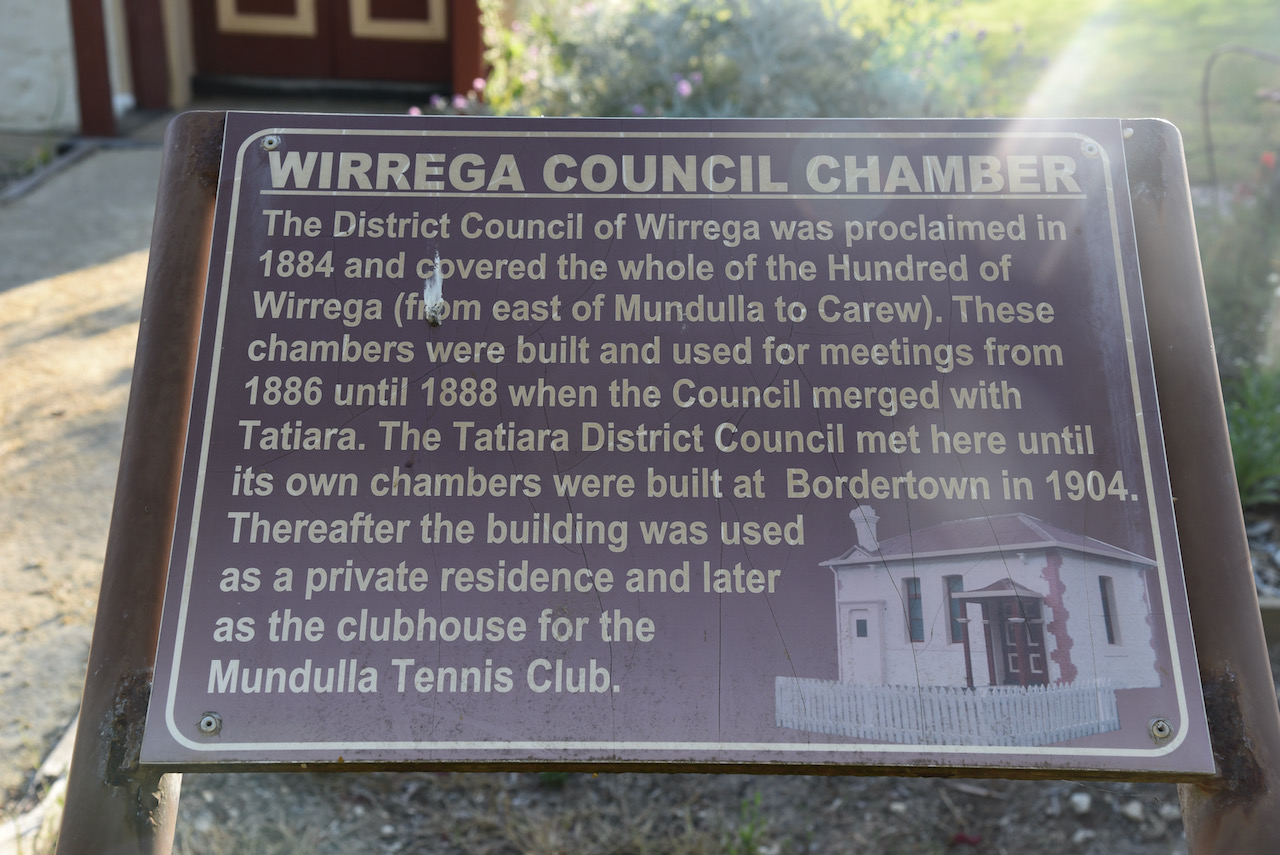 WIRREGA COUNCIL CHAMBER
The District Council of Wirrega was proclaimed in
1884 and covered the whole of the Hundred of
Wirrega (from east of Mundulla to Carew). These
chambers were built and used for meetings from
1886 until 1888 when the Council merged with
Tatiara. The Tatiara District Council met here until
its own chambers were built at Bordertown in 1904.
Thereafter the building was used
as a private residence and later
as the clubhouse for the
Mundulla Tennis Club.